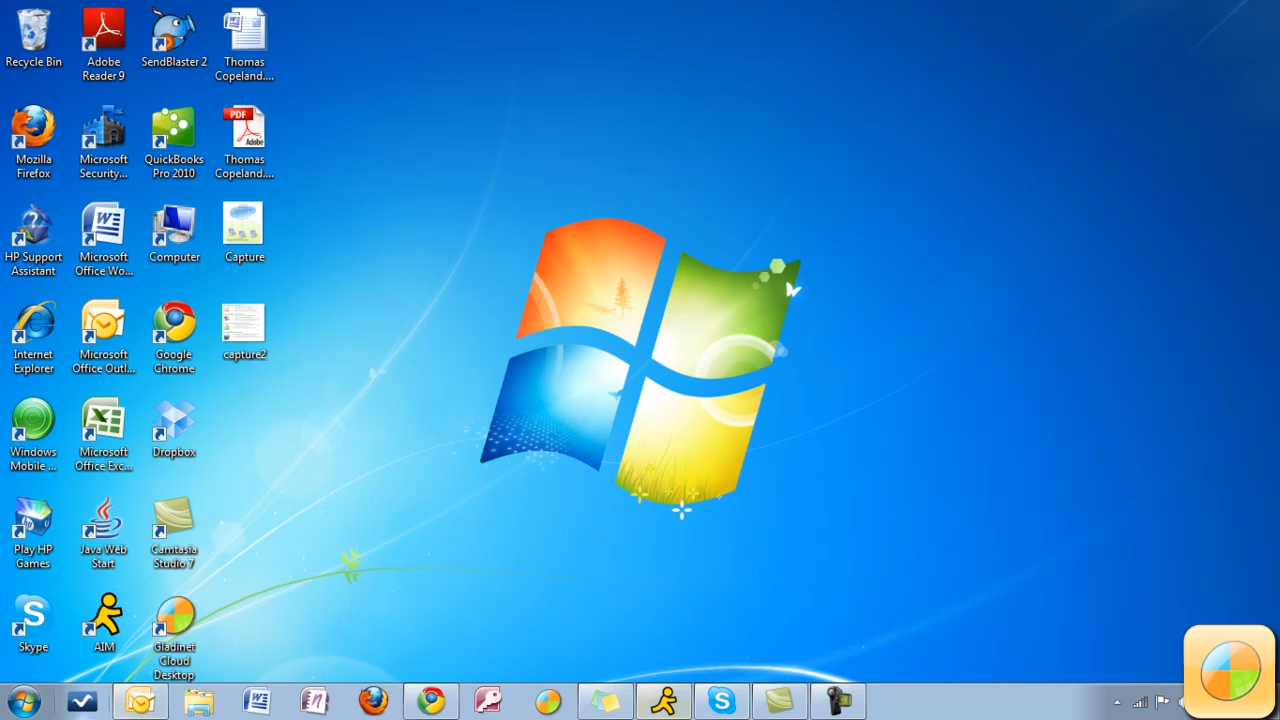 Recycle Bin
Adobe
Reader 9
SendBlaster 2
Thomas
Copeland....
Mozilla
Firefox
Microsoft
Security...
QuickBooks
Pro 2010
PDF
Adobe
Thomas
Copeland....
HP Support
Assistant
Microsoft
Office Wo...
Computer
Capture
Internet
Explorer
Microsoft
Office Outl...
Google
Chrome
capture2
Windows
Mobile ...
Microsoft
Office Exc...
Dropbox
Play HP
Games
Java Web
Start
Camtasia
Studio 7
Skype
AIM
Gladinet
Cloud
Desktop